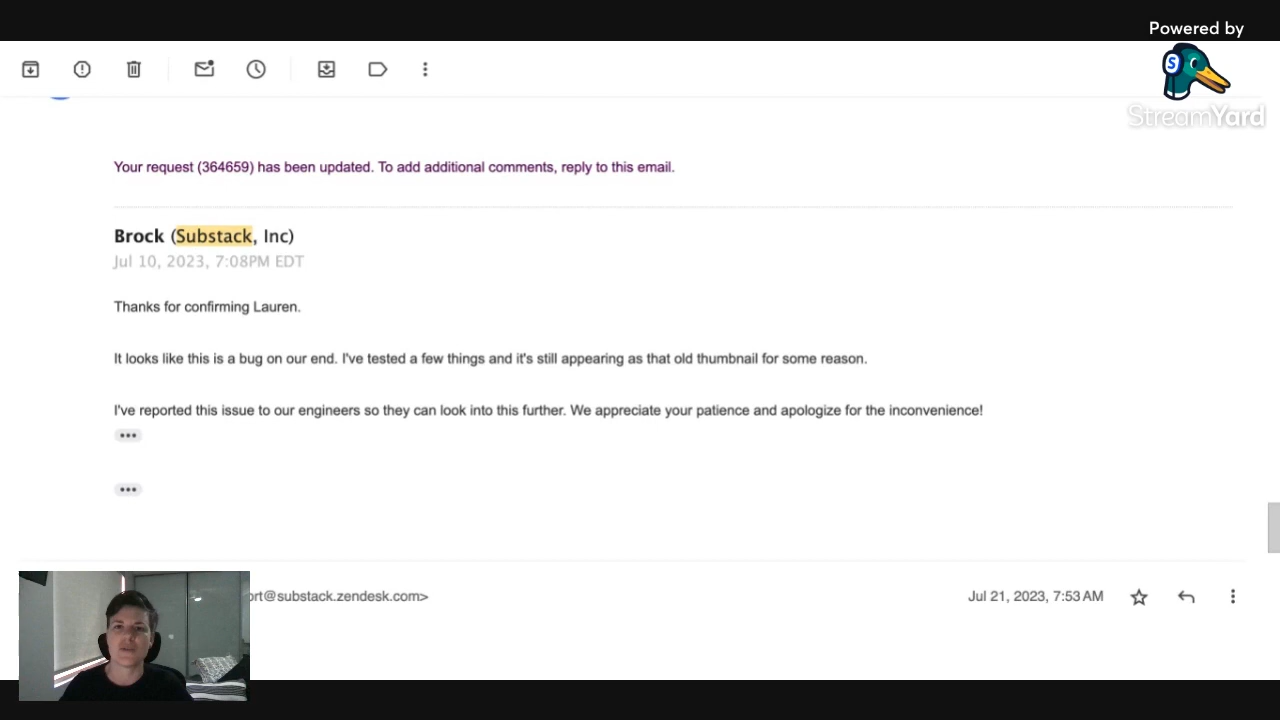 Powered by
StreamYard
Your request (364659) has been updated. To add additional comments, reply to this email.
Brock (Substack, Inc)
Jul 10, 2023, 7:08PM EDT
Thanks for confirming Lauren.
It looks like this is a bug on our end. I've tested a few things and it's still appearing as that old thumbnail for some reason.
I've reported this issue to our engineers so they can look into this further. We appreciate your patience and apologize for the inconvenience!
ort@substack.zendesk.com> Jul 21, 2023, 7:53 AM